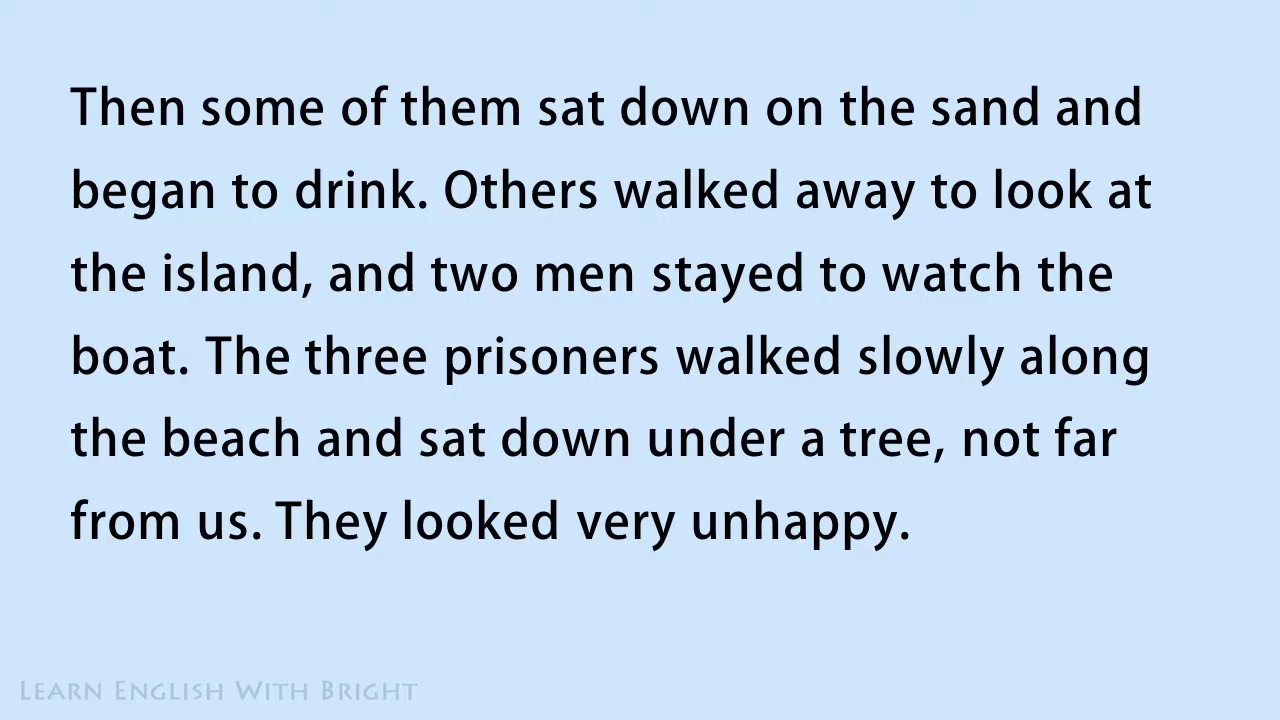 Then some of them sat down on the sand and
began to drink. Others walked away to look at
the island, and two men stayed to watch the
boat. The three prisoners walked slowly along
the beach and sat down under a tree, not far
from us. They looked very unhappy.
Learn English With Bright